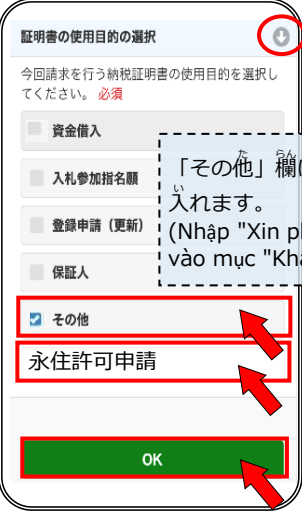 証明書の使用目的の選択
今回請求を行う納税証明書の使用目的を選択し
てください。 必須
資金借入
入札参加指名願
登録申請（更新）
保証人
その他
永住許可申請
OK
た らん
「その他」欄
い
入れます。
(Nhập "Xin
vào mục